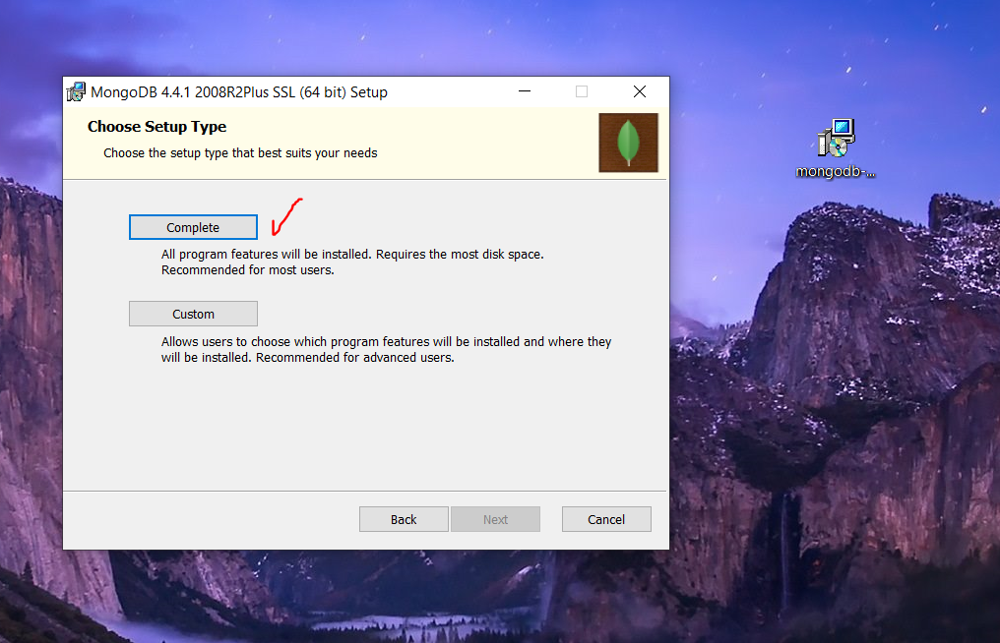 MongoDB 4.4.1 2008R2Plus SSL (64 bit) Setup
Choose Setup Type
Choose the setup type that best suits your needs
mongodb-...
Complete
All program features will be installed. Requires the most disk space.
Recommended for most users.
Custom
Allows users to choose which program features will be installed and where they
will be installed. Recommended for advanced users.
Back
Next
Cancel